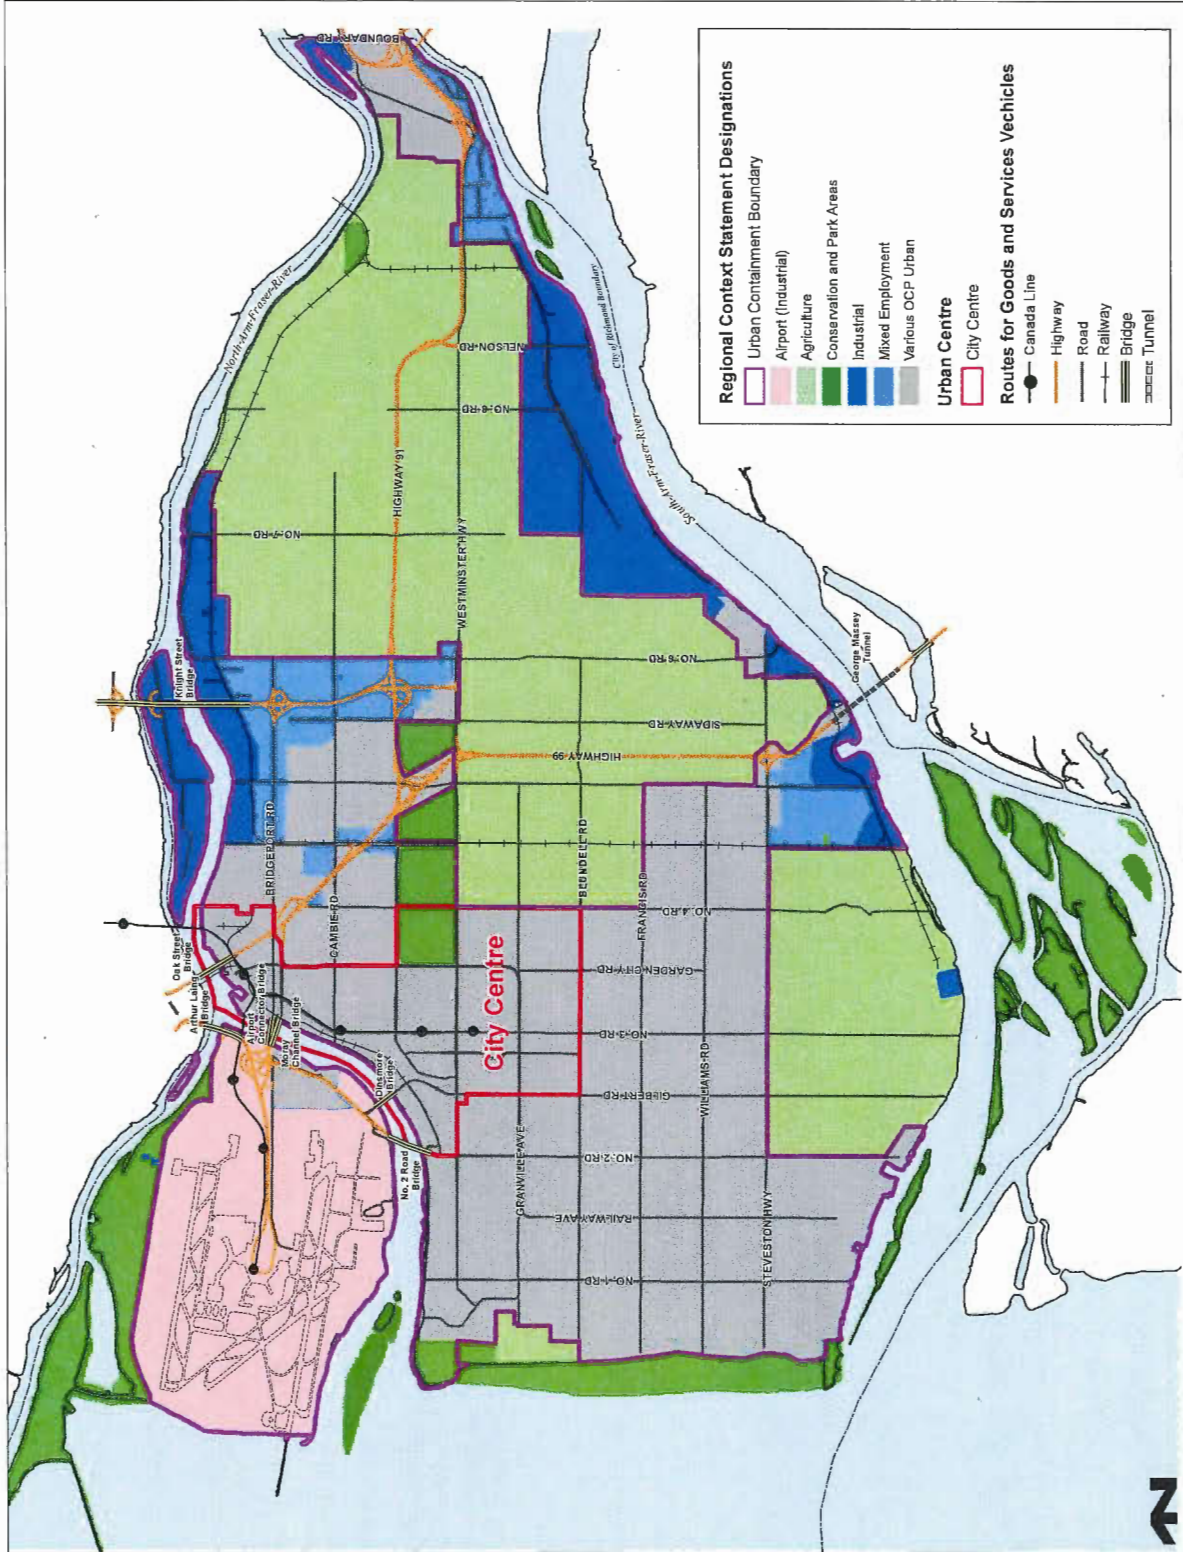 BOUNDARY RD
North-Arm-Fraser-River
NELSON RD
NO. 8 RD
HIGHWAY 91
NO. 7 RD
WESTMINSTER HWY
City of Richmond Boundary
South-Arm-Fraser-River
Knight Street
Bridge
NO. 6 RD
SIDAWAY RD
HIGHWAY 99
George Massey
Tunnel
BRIDGEPORT RD
CAMBIE RD
BLUNDELL RD
FRANCIS RD
NO. 4 RD
Oak Street
Bridge
Arthur Laing
Bridge
Airport
Connector Bridge
Moray
Channel Bridge
Dinsmore
Bridge
No. 2 Road
Bridge
City Centre
GARDEN CITY RD
NO. 3 RD
GILBERT RD
WILLIAMS RD
GRANVILLE AVE
NO. 2 RD
RAILWAY AVE
NO. 1 RD
STEVESTON HWY
Regional Context Statement Designations
Urban Containment Boundary
Airport (Industrial)
Agriculture
Conservation and Park Areas
Industrial
Mixed Employment
Various OCP Urban
Urban Centre
City Centre
Routes for Goods and Services Vechicles
Canada Line
Highway
Road
Railway
Bridge
Tunnel
N